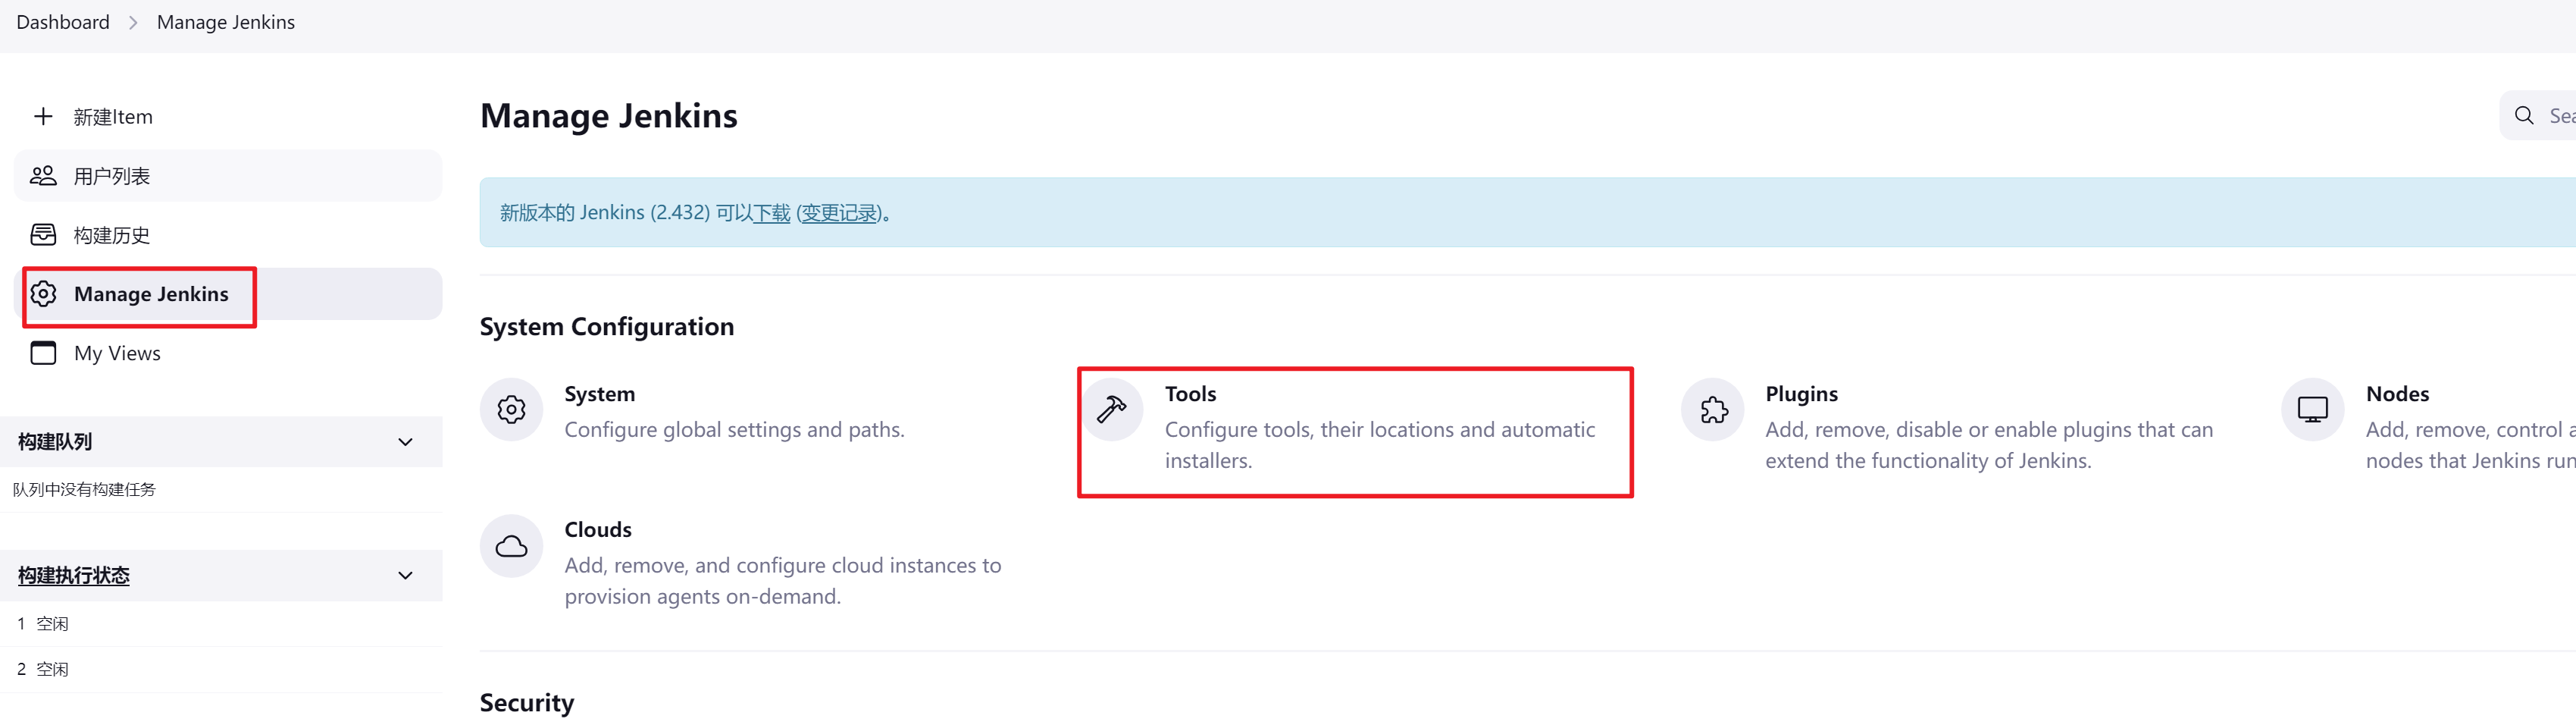 Dashboard
Manage Jenkins
新建Item
用户列表
构建历史
Manage Jenkins
My Views
构建队列
队列中没有构建任务
构建执行状态
1 空闲
2 空闲
Manage Jenkins
新版本的 Jenkins (2.432) 可以下载 (变更记录)。
System Configuration
System
Configure global settings and paths.
Tools
Configure tools, their locations and automatic
installers.
Plugins
Add, remove, disable or enable plugins that can
extend the functionality of Jenkins.
Nodes
Add, remove, control
nodes that Jenkins
Clouds
Add, remove, and configure cloud instances to
provision agents on-demand.
Security